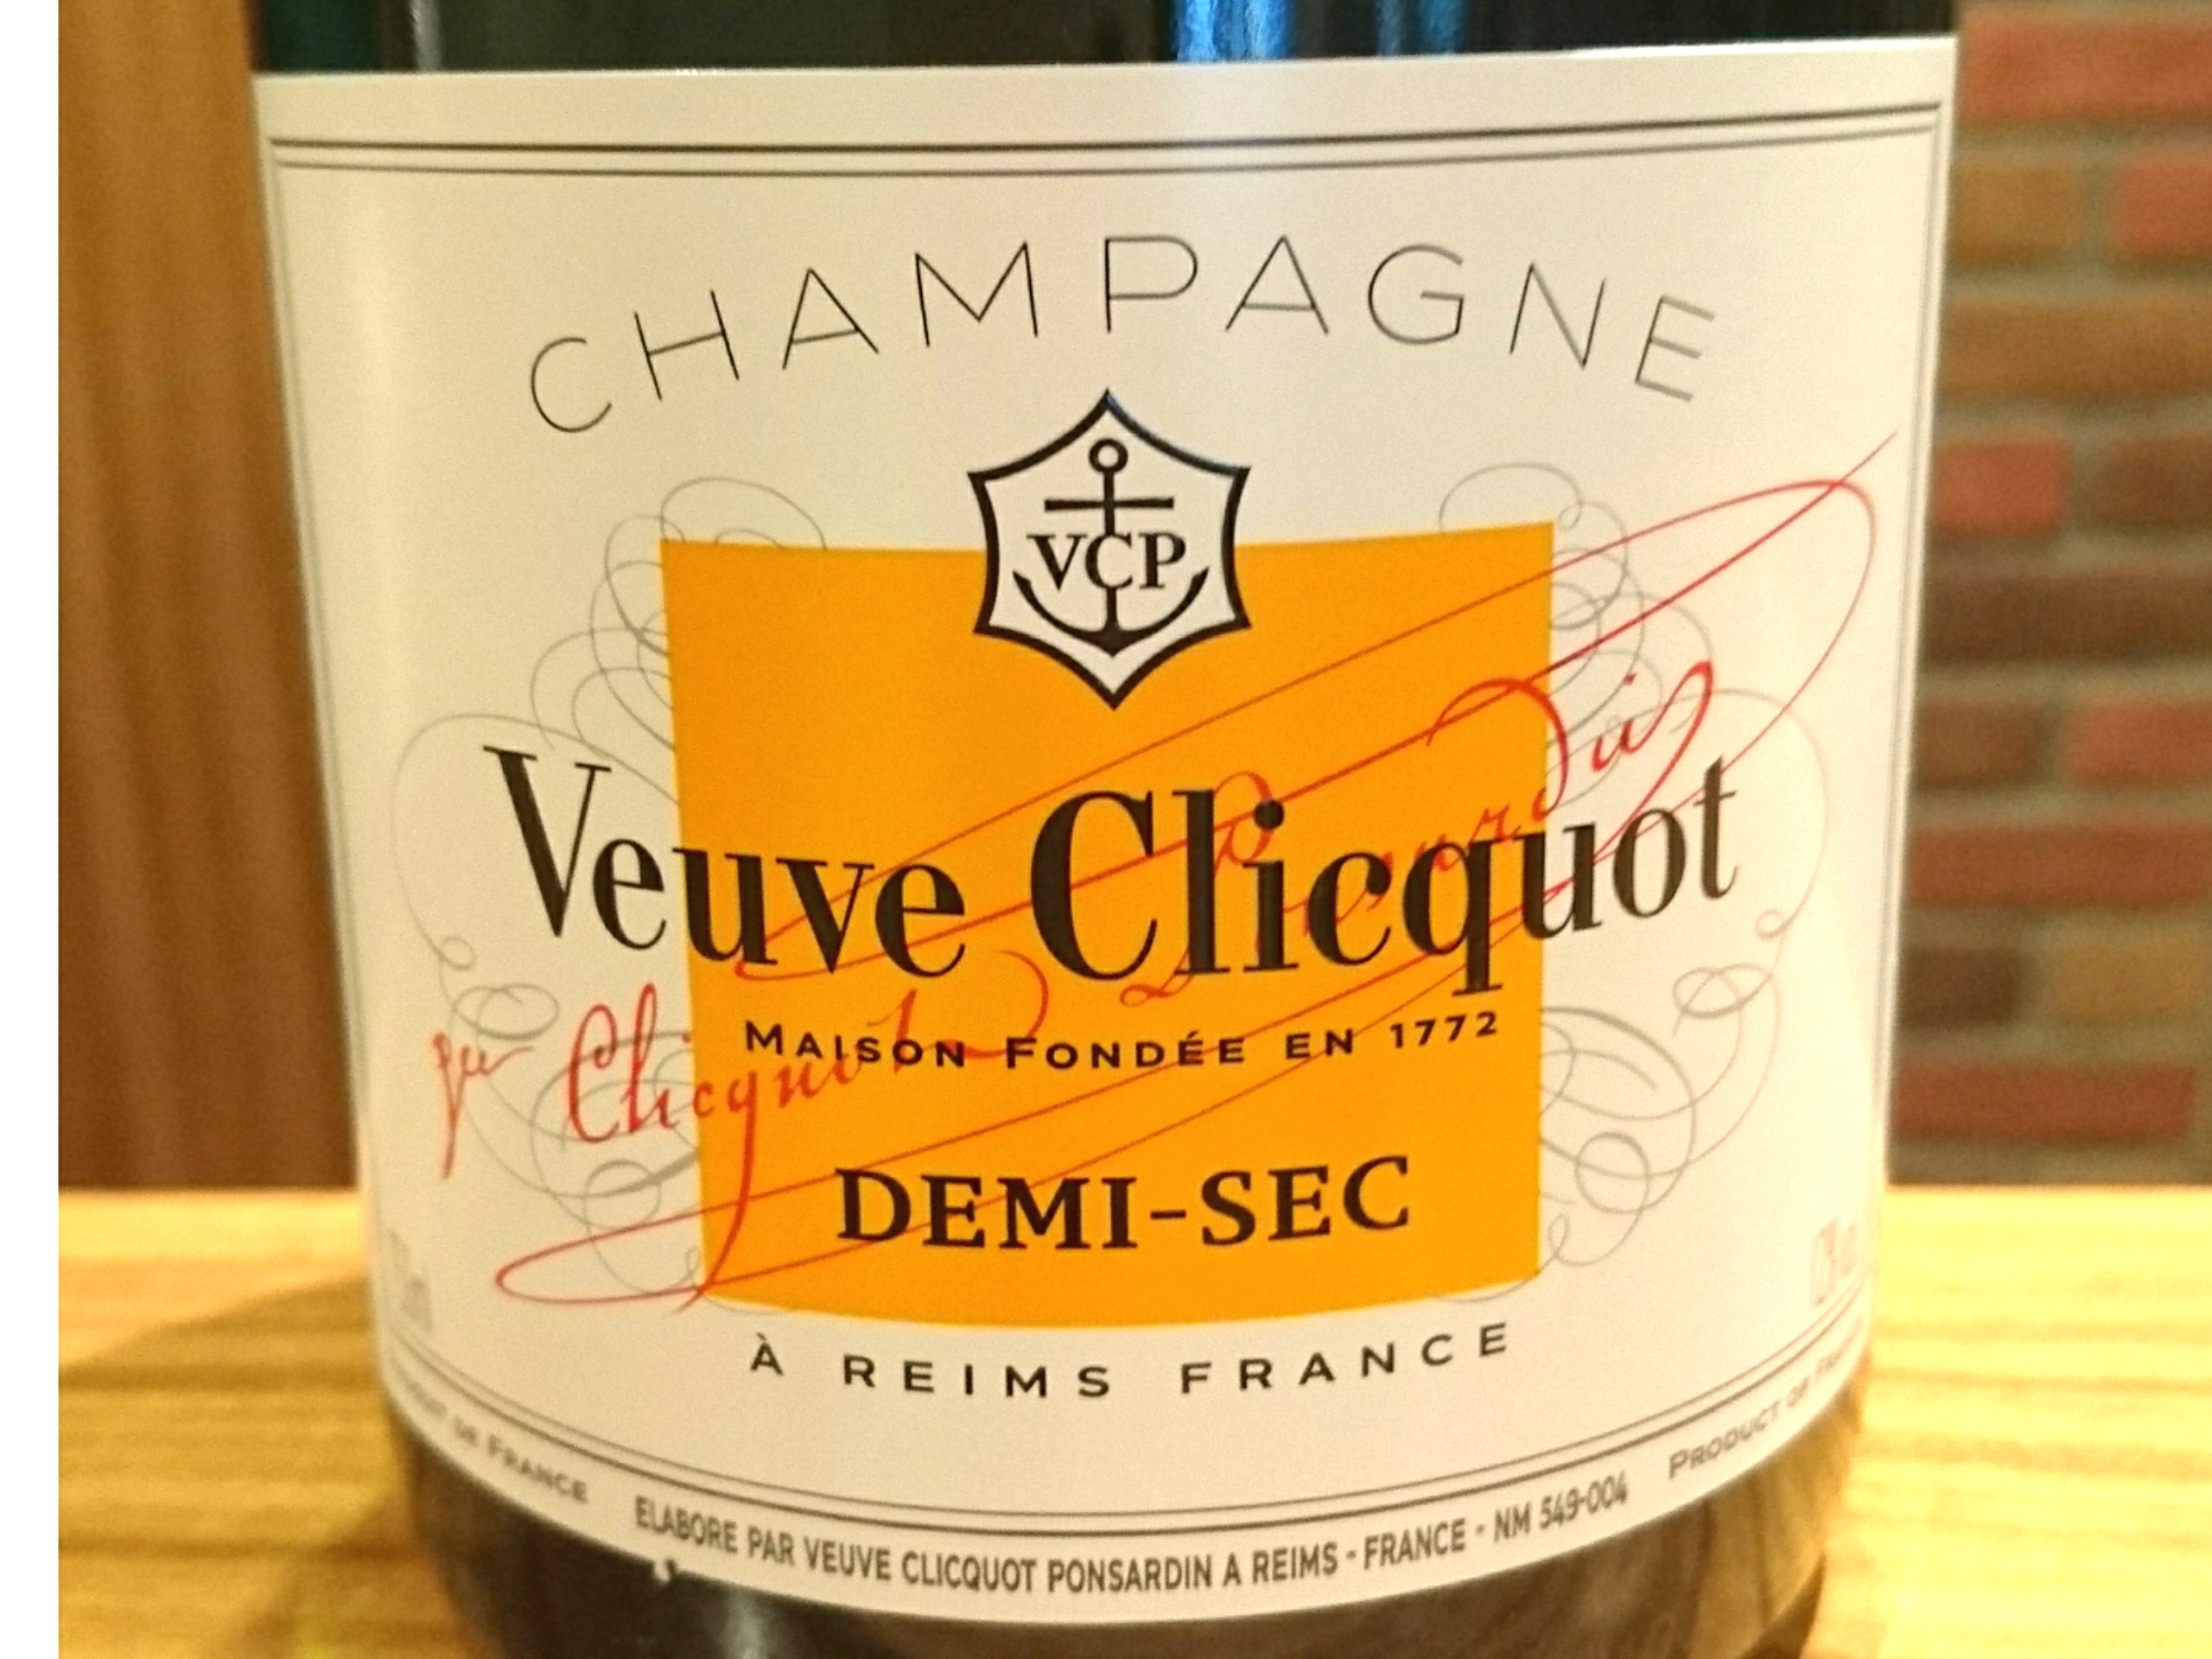 CHAMPAGNE
VCP
Veuve Clicquot
MAISON FONDÉE EN 1772
DEMI-SEC
À REIMS FRANCE
DE FRANCE ELABORE PAR VEUVE CLICQUOT PONSARDIN A REIMS - FRANCE - NM 549-004 PRODUCT OF